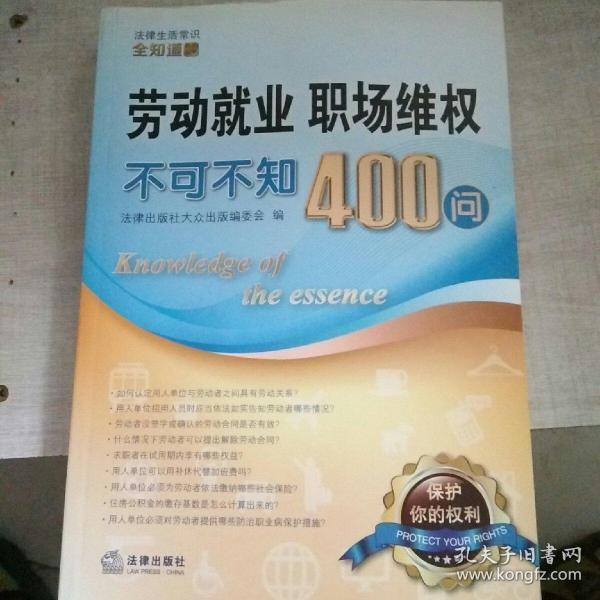 法律生活常识
全知道
劳动就业 职场维权
不可不知400问
法律出版社大众出版编委会 编
Knowledge of
the essence
·如何认定用人单位与劳动者之间具有劳动关系?
·用人单位招用人员时应当依法如实告知劳动者哪些情况?
·劳动者没签字或确认的劳动合同是否有效?
·什么情况下劳动者可以提出解除劳动合同?
·求职者在试用期内享有哪些权益?
·用人单位可以用补休代替加班费吗?
·用人单位必须为劳动者依法缴纳哪些社会保险?
·住房公积金的缴存基数是怎么计算出来的?
·用人单位必须对劳动者提供哪些防治职业病保护措施?
保护
你的权利
PROTECT YOUR RIGHTS
法律出版社
LAW PRESS·CHINA
孔夫子旧书网
www.kongfz.com